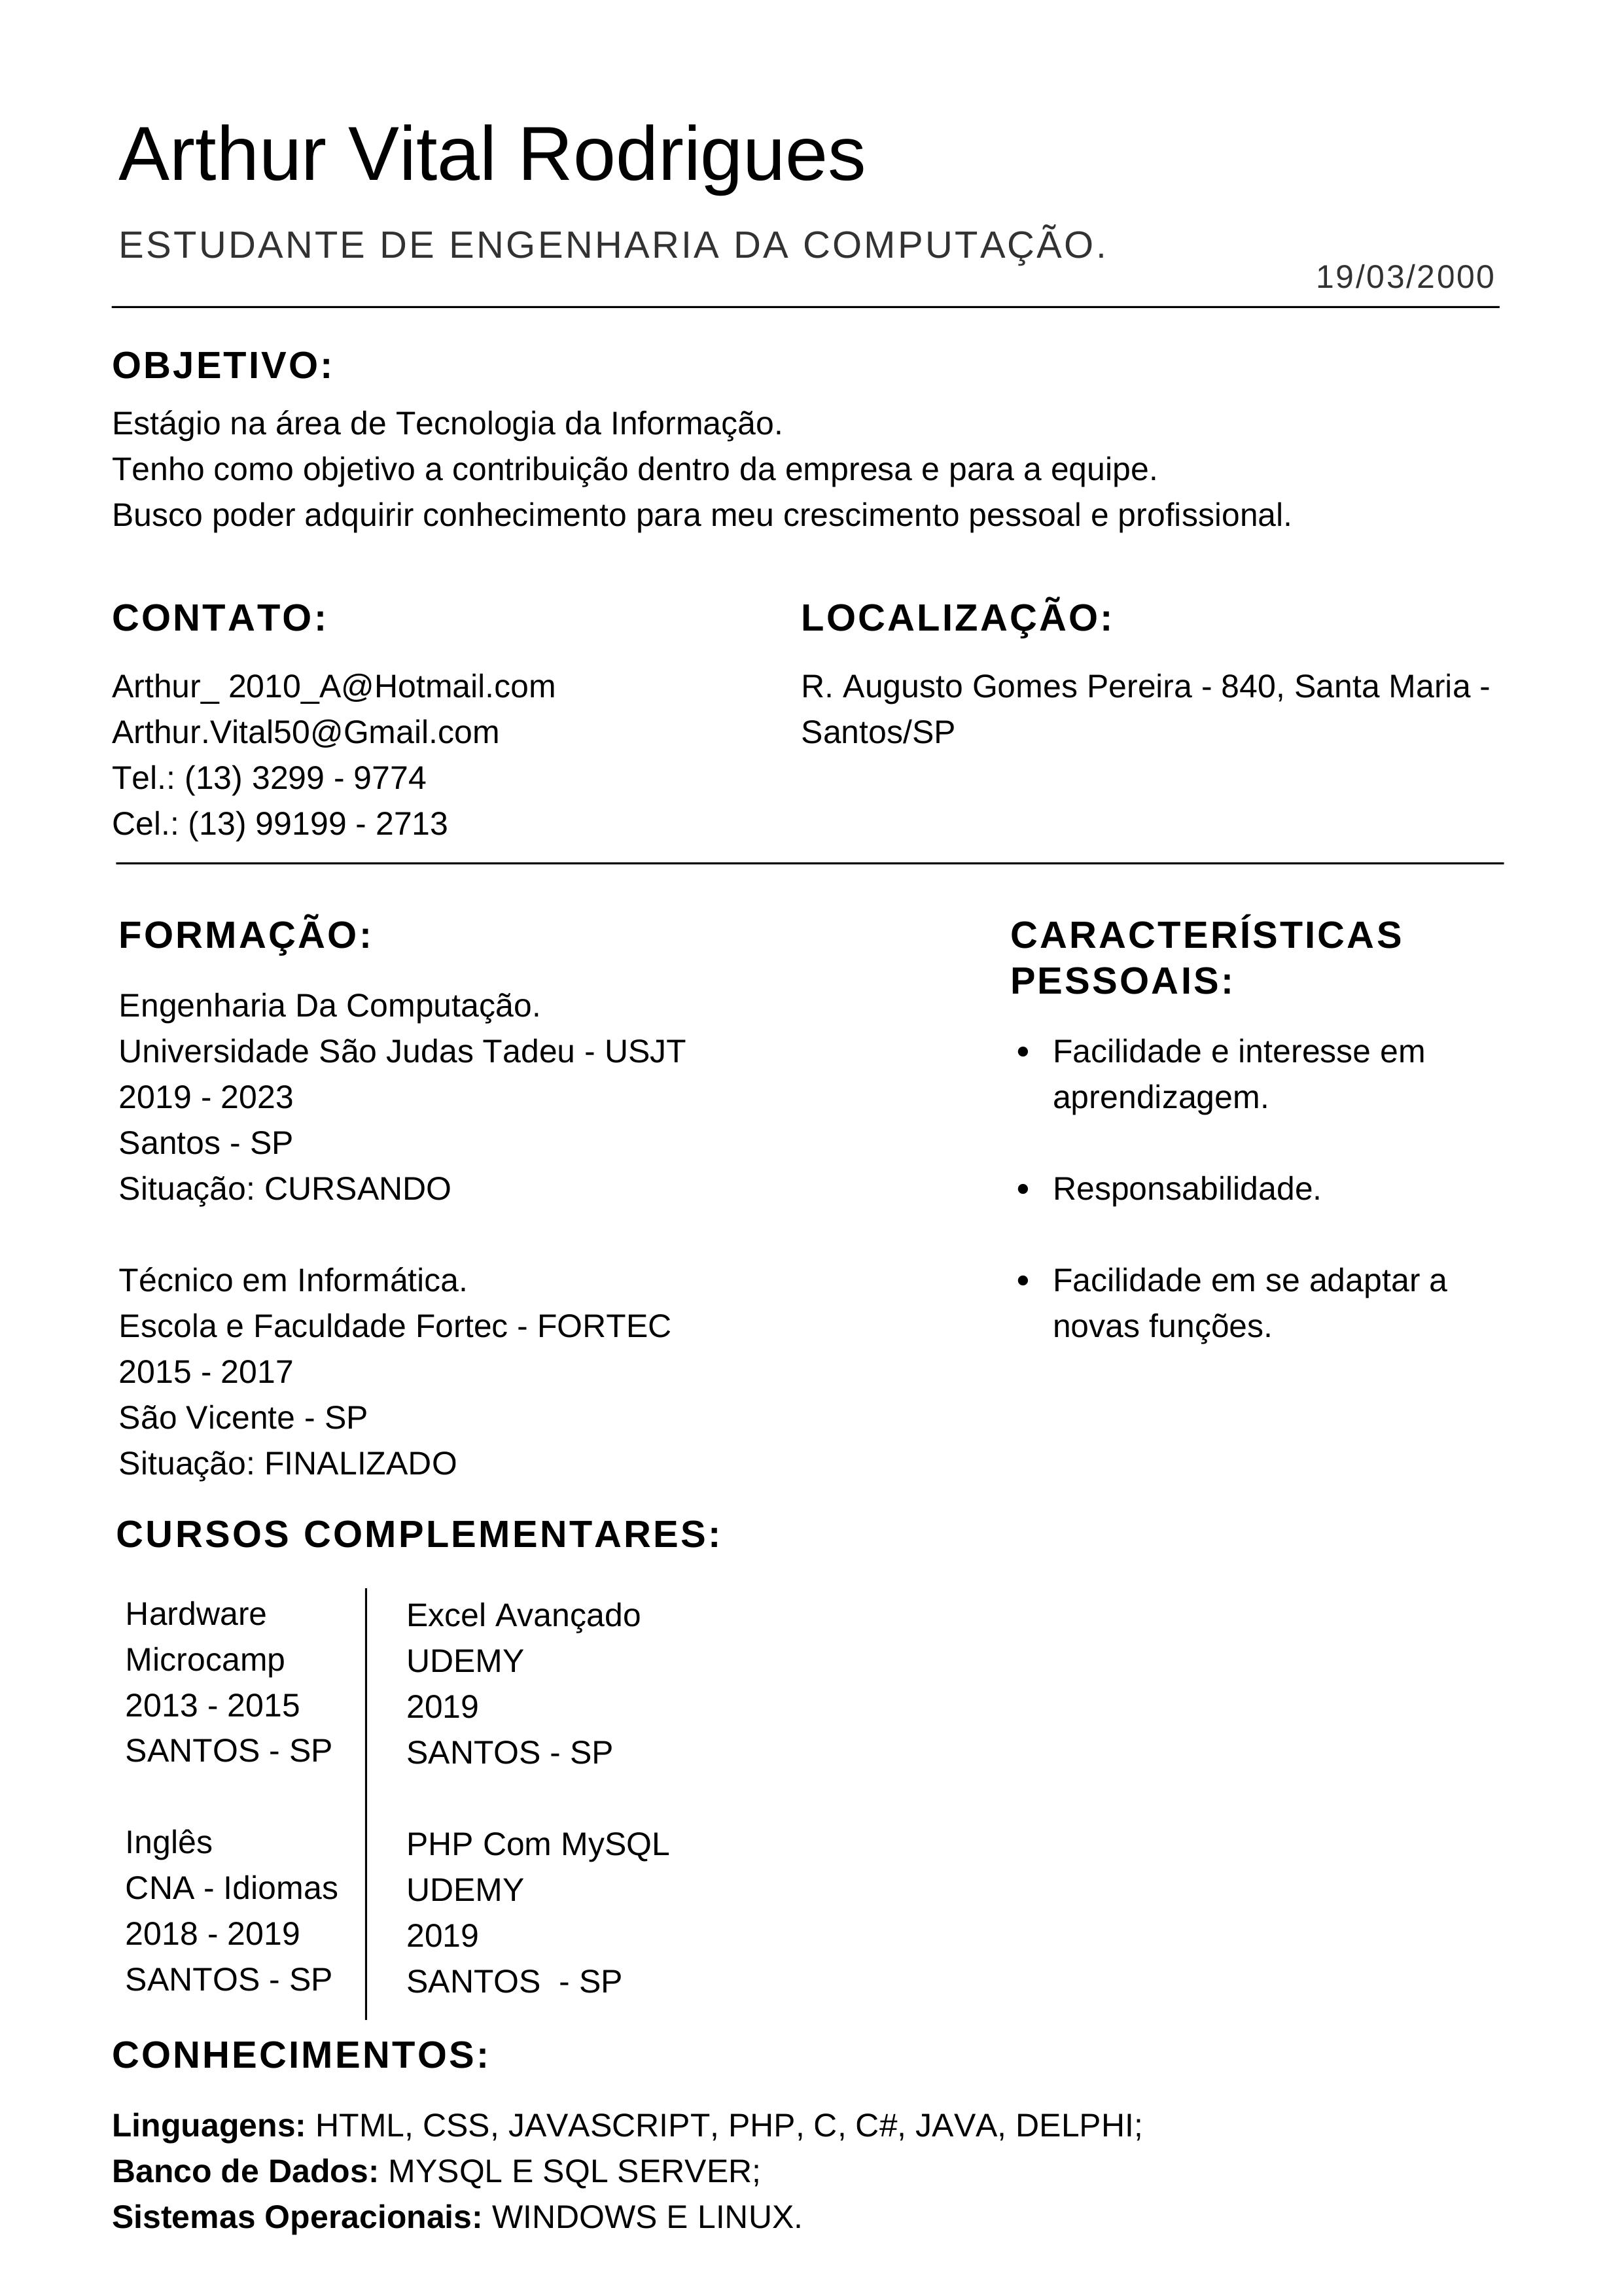 Arthur Vital Rodrigues
ESTUDANTE DE ENGENHARIA DA COMPUTAÇÃO.
19/03/2000
OBJETIVO:
Estágio na área de Tecnologia da Informação.
Tenho como objetivo a contribuição dentro da empresa e para a equipe.
Busco poder adquirir conhecimento para meu crescimento pessoal e profissional.
CONTATO:
Arthur_ 2010_A@Hotmail.com
Arthur.Vital50@Gmail.com
Tel.: (13) 3299 - 9774
Cel.: (13) 99199 - 2713
LOCALIZAÇÃO:
R. Augusto Gomes Pereira - 840, Santa Maria -
Santos/SP
FORMAÇÃO:
Engenharia Da Computação.
Universidade São Judas Tadeu - USJT
2019 - 2023
Santos - SP
Situação: CURSANDO
Técnico em Informática.
Escola e Faculdade Fortec - FORTEC
2015 - 2017
São Vicente - SP
Situação: FINALIZADO
CARACTERÍSTICAS
PESSOAIS:
• Facilidade e interesse em
aprendizagem.
• Responsabilidade.
• Facilidade em se adaptar a
novas funções.
CURSOS COMPLEMENTARES:
Hardware
Microcamp
2013 - 2015
SANTOS - SP
Inglês
CNA - Idiomas
2018 - 2019
SANTOS - SP
Excel Avançado
UDEMY
2019
SANTOS - SP
PHP Com MySQL
UDEMY
2019
SANTOS  - SP
CONHECIMENTOS:
Linguagens: HTML, CSS, JAVASCRIPT, PHP, C, C#, JAVA, DELPHI;
Banco de Dados: MYSQL E SQL SERVER;
Sistemas Operacionais: WINDOWS E LINUX.